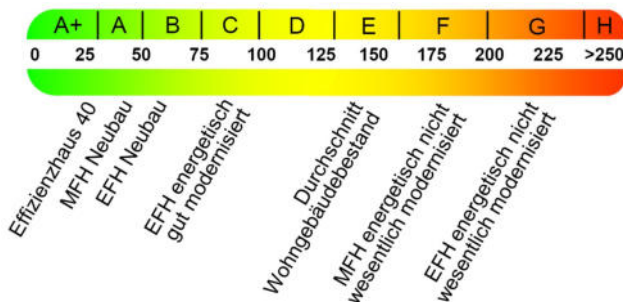 A+ A B C D E F G H
0 25 50 75 100 125 150 175 200 225 >250
Effizienzhaus 40
MFH Neubau
EFH Neubau
EFH energetisch
gut modernisiert
Durchschnitt
Wohngebäudebestand
MFH energetisch nicht
wesentlich modernisiert
EFH energetisch nicht
wesentlich modernisiert